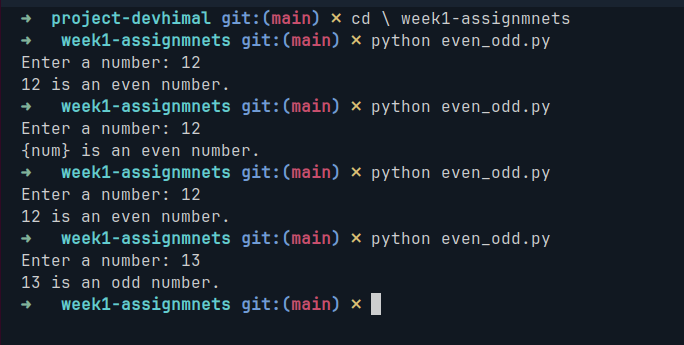 ➜ project-devhimal git:(main) ✗ cd \ week1-assignmnets
➜  week1-assignmnets git:(main) ✗ python even_odd.py
Enter a number: 12
12 is an even number.
➜  week1-assignmnets git:(main) ✗ python even_odd.py
Enter a number: 12
{num} is an even number.
➜  week1-assignmnets git:(main) ✗ python even_odd.py
Enter a number: 12
12 is an even number.
➜  week1-assignmnets git:(main) ✗ python even_odd.py
Enter a number: 13
13 is an odd number.
➜  week1-assignmnets git:(main) ✗